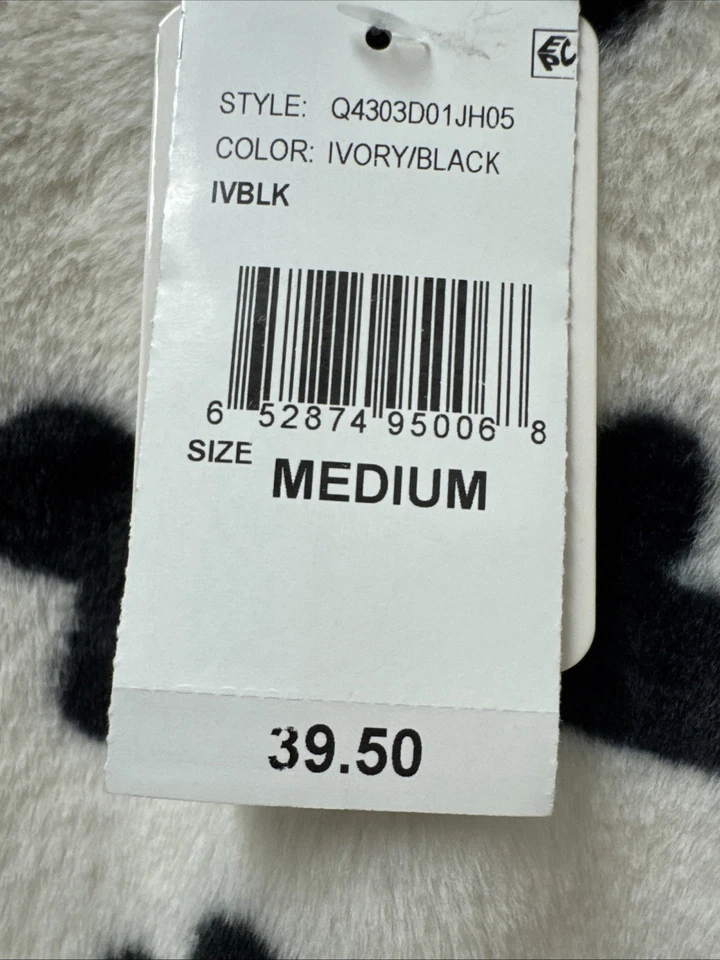 EPC
STYLE: Q4303D01JH05
COLOR: IVORY/BLACK
IVBLK
6 52874 95006 8
SIZE MEDIUM
39.50